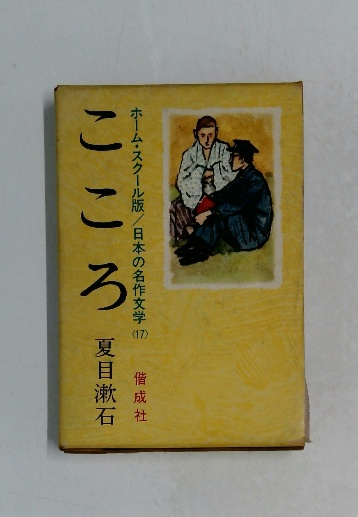 こころ
ホーム・スクール版／日本の名作文学〈17〉
夏目漱石
偕成社